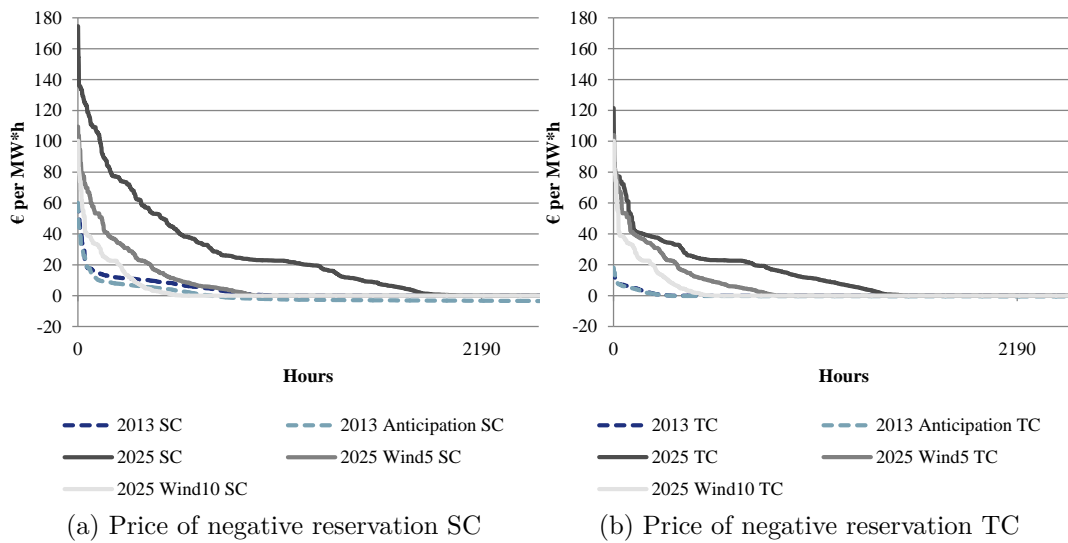 180
160
140
120
100
80
60
40
20
0
-20
€ per MW*h
0
2190
Hours
2013 SC
2013 Anticipation SC
2025 SC
2025 Wind5 SC
2025 Wind10 SC
(a) Price of negative reservation SC
180
160
140
120
100
80
60
40
20
0
-20
€ per MW*h
0
2190
Hours
2013 TC
2013 Anticipation TC
2025 TC
2025 Wind5 TC
2025 Wind10 TC
(b) Price of negative reservation TC